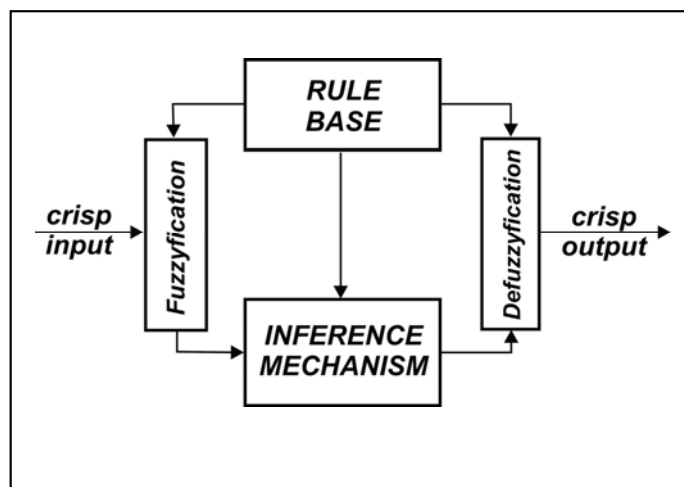 RULE
BASE
crisp
input
Fuzzyfication
Defuzzyfication
crisp
output
INFERENCE
MECHANISM